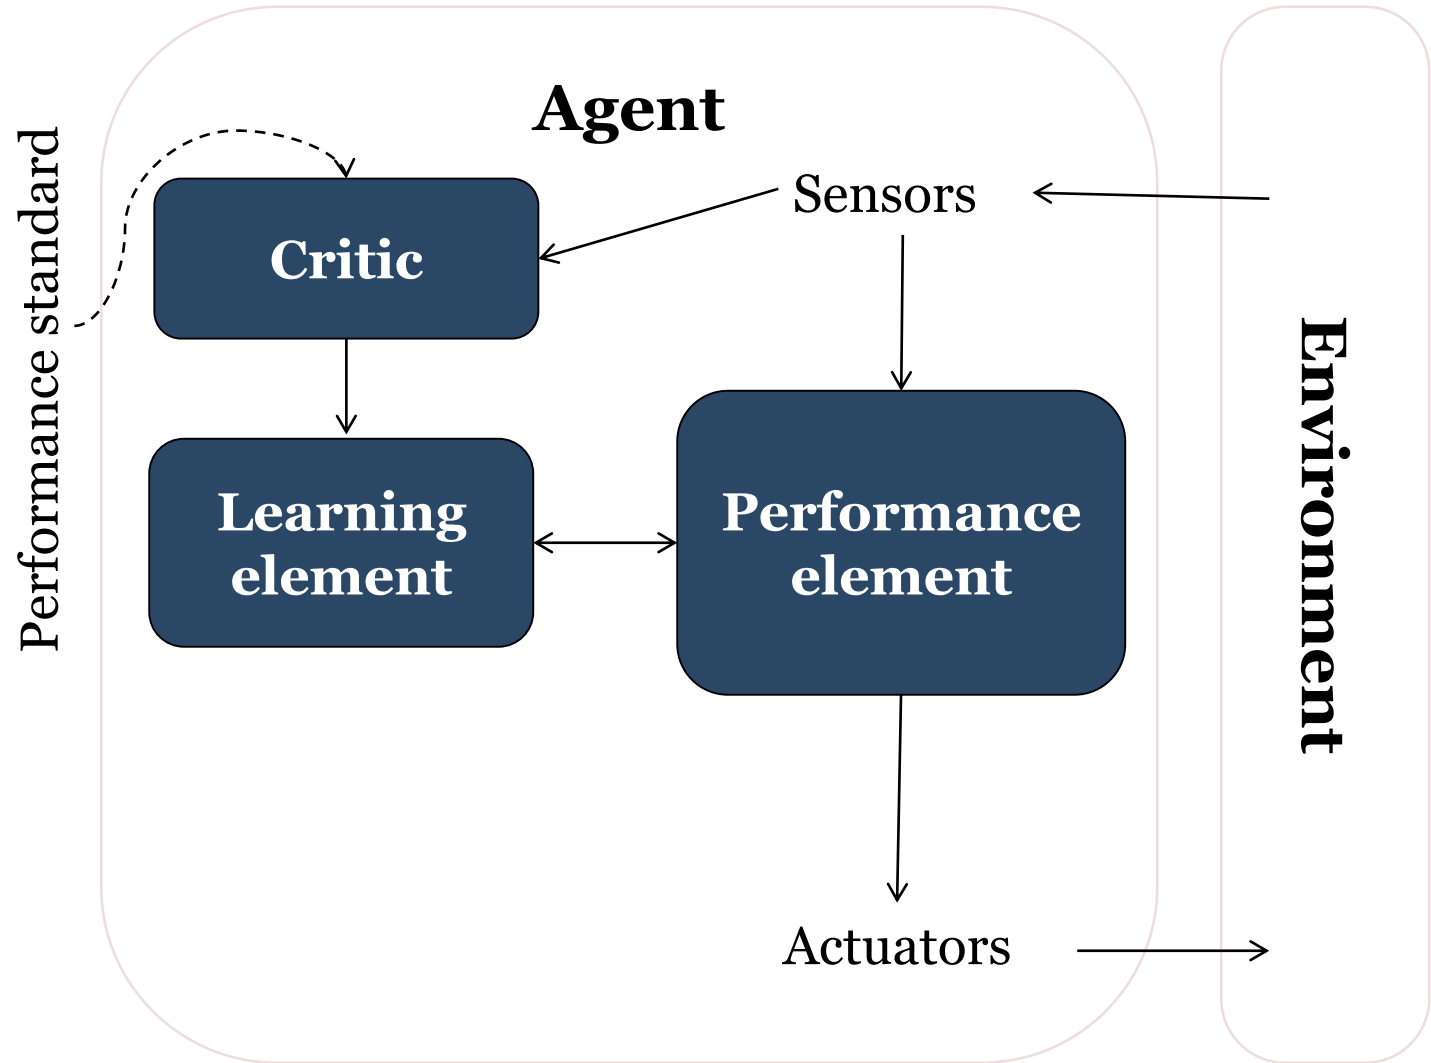 Agent
Performance standard
Sensors
Critic
Environment
Learning
element
Performance
element
Actuators